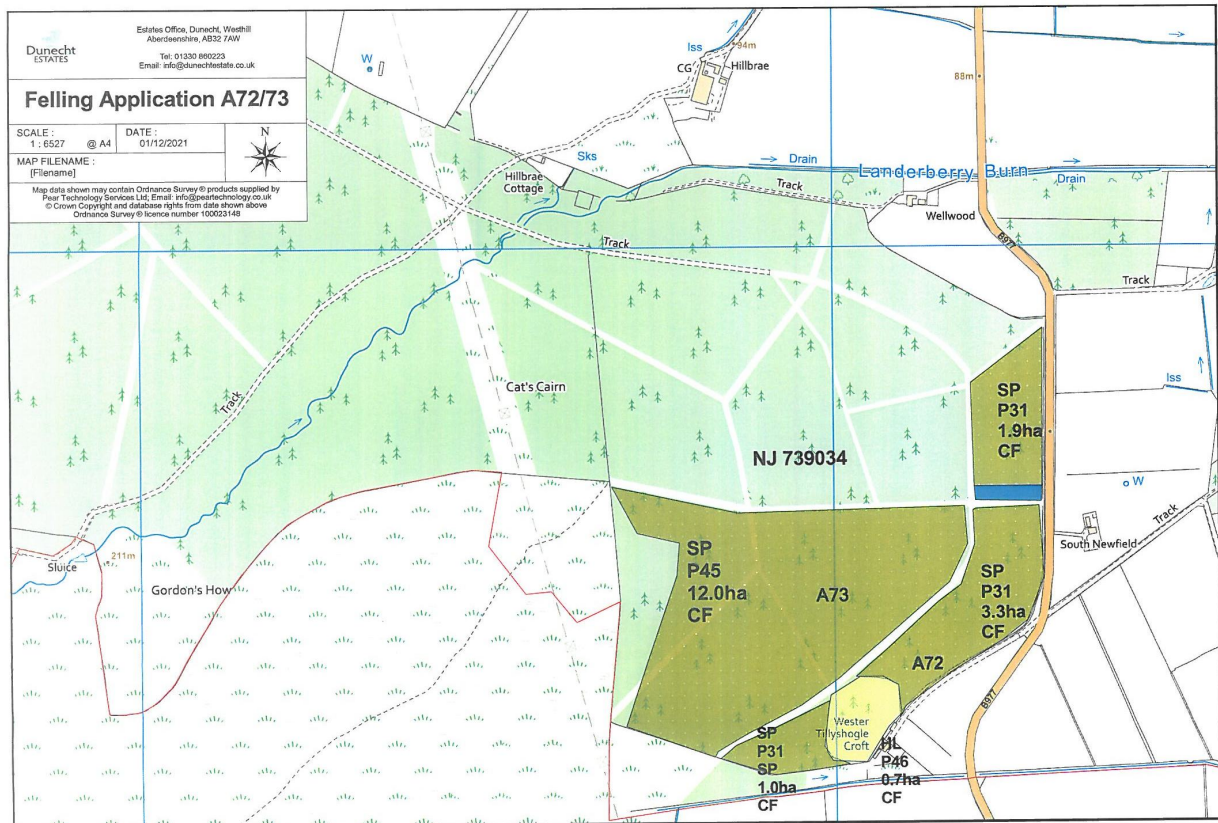 Dunecht
ESTATES
Estates Office, Dunecht, Westhill
Aberdeenshire, AB32 7AW
Tel: 01330 860223
Email: info@dunechtestate.co.uk
Felling Application A72/73
SCALE :
1 : 6527 @ A4
DATE :
01/12/2021
N
MAP FILENAME :
[Filename]
Map data shown may contain Ordnance Survey ® products supplied by
Pear Technology Services Ltd; Email: info@peartechnology.co.uk
© Crown Copyright and database rights from date shown above
Ordnance Survey ® licence number 100023148
W
Iss
94m
CG
Hillbrae
88m
Sks
Drain
Landerberry Burn
Drain
Hillbrae
Cottage
Track
Wellwood
Track
B977
Track
Iss
Cat's Cairn
Track
SP
P31
1.9ha
CF
NJ 739034
W
Track
South Newfield
Sluice
211m
Gordon's How
SP
P45
12.0ha
CF
A73
SP
P31
3.3ha
CF
A72
B977
Wester
Tillyshogle
Croft
SP
P31
SP
1.0ha
CF
HL
P46
0.7ha
CF